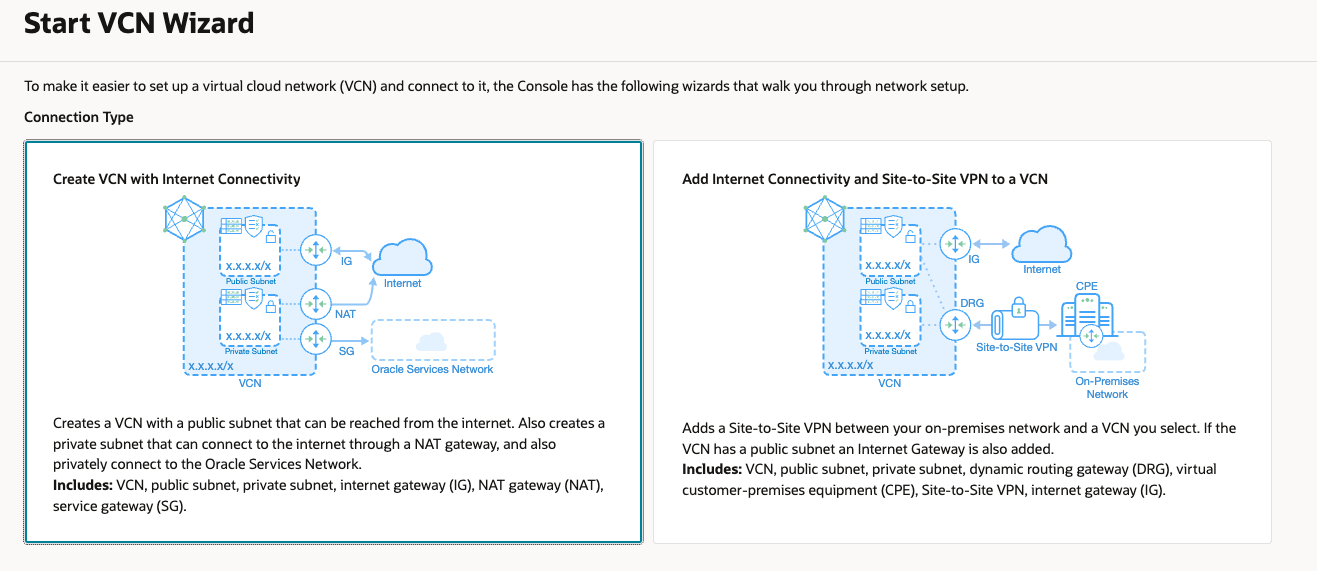 Start VCN Wizard
To make it easier to set up a virtual cloud network (VCN) and connect to it, the Console has the following wizards that walk you through network setup.
Connection Type
Create VCN with Internet Connectivity
X.X.X.X/X
Public Subnet
IG
Internet
NAT
X.X.X.X/X
Private Subnet
SG
X.X.X.X/X
Oracle Services Network
VCN
Creates a VCN with a public subnet that can be reached from the internet. Also creates a
private subnet that can connect to the internet through a NAT gateway, and also
privately connect to the Oracle Services Network.
Includes: VCN, public subnet, private subnet, internet gateway (IG), NAT gateway (NAT),
service gateway (SG).
Add Internet Connectivity and Site-to-Site VPN to a VCN
X.X.X.X/X
Public Subnet
IG
Internet
DRG
CPE
X.X.X.X/X
Private Subnet
Site-to-Site VPN
X.X.X.X/X
VCN
On-Premises
Network
Adds a Site-to-Site VPN between your on-premises network and a VCN you select. If the
VCN has a public subnet an Internet Gateway is also added.
Includes: VCN, public subnet, private subnet, dynamic routing gateway (DRG), virtual
customer-premises equipment (CPE), Site-to-Site VPN, internet gateway (IG).